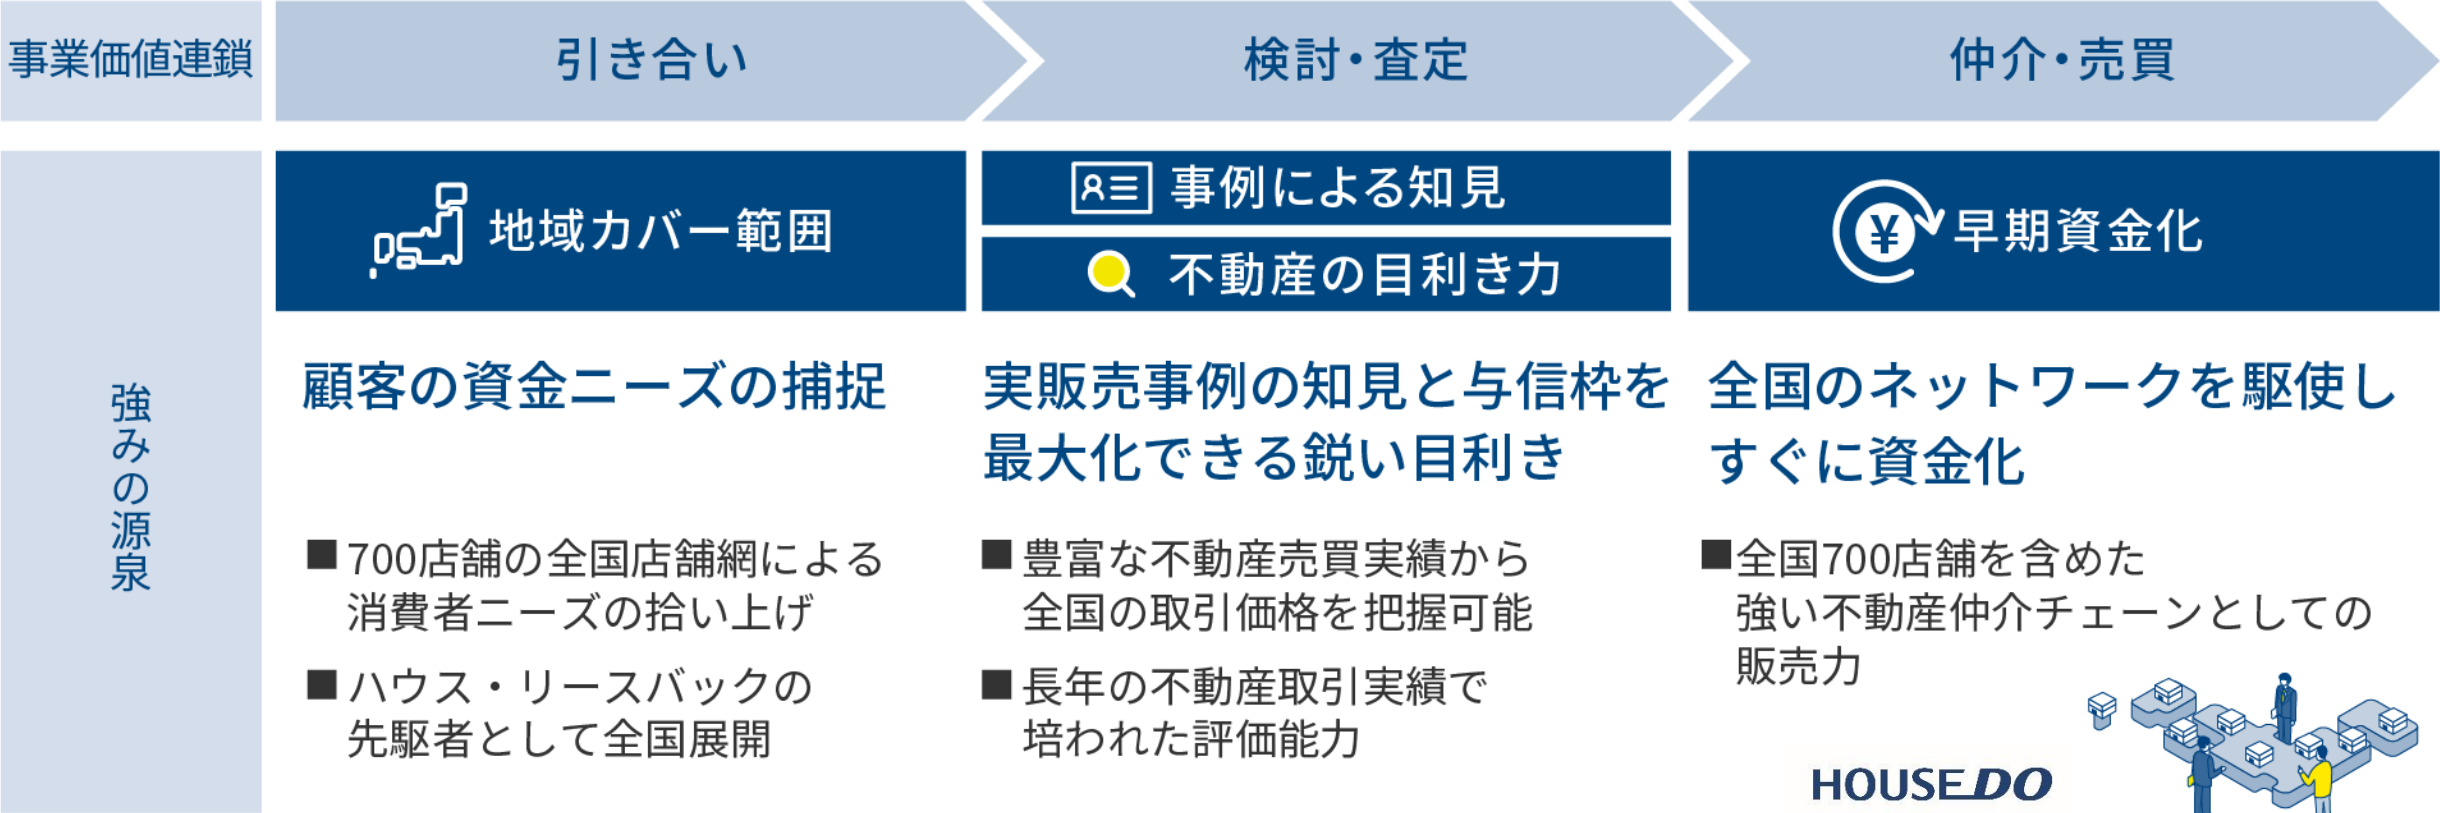 事業価値連鎖
引き合い
検討・査定
仲介・売買
強みの源泉
地域カバー範囲
事例による知見
不動産の目利き力
¥
早期資金化
顧客の資金ニーズの捕捉
■700店舗の全国店舗網による
消費者ニーズの拾い上げ
■ハウス・リースバックの
先駆者として全国展開
実販売事例の知見と与信枠を
最大化できる鋭い目利き
■豊富な不動産売買実績から
全国の取引価格を把握可能
■長年の不動産取引実績で
培われた評価能力
全国のネットワークを駆使し
すぐに資金化
■全国700店舗を含めた
強い不動産仲介チェーンとしての
販売力
HOUSEDO